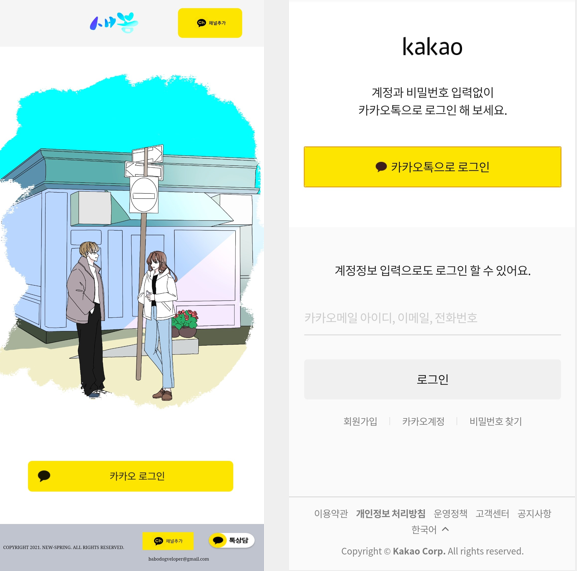 새봄
채널추가
카카오 로그인
COPYRIGHT 2021. NEW-SPRING. ALL RIGHTS RESERVED.
채널추가
톡상담
hahodogveloper@gmail.com
kakao
계정과 비밀번호 입력없이
카카오톡으로 로그인 해 보세요.
카카오톡으로 로그인
계정정보 입력으로도 로그인 할 수 있어요.
카카오메일 아이디, 이메일, 전화번호
로그인
회원가입 | 카카오계정 | 비밀번호 찾기
이용약관 개인정보 처리방침 운영정책 고객센터 공지사항
한국어
Copyright © Kakao Corp. All rights reserved.